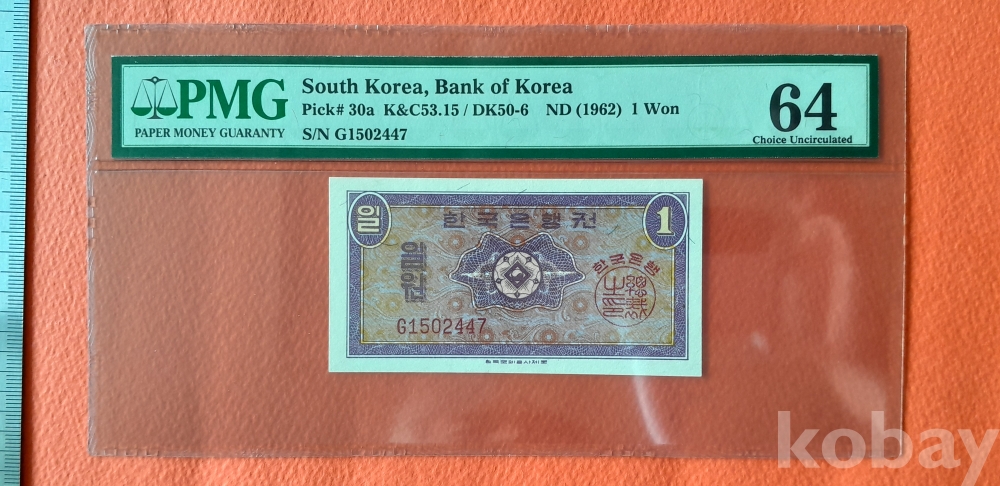 PMG
PAPER MONEY GUARANTY
South Korea, Bank of Korea
Pick# 30a K&C53.15 / DK50-6 ND (1962) 1 Won
S/N G1502447
64
Choice Uncirculated
일
한국은행권
1
일원권
한국은행
G1502447
kobay